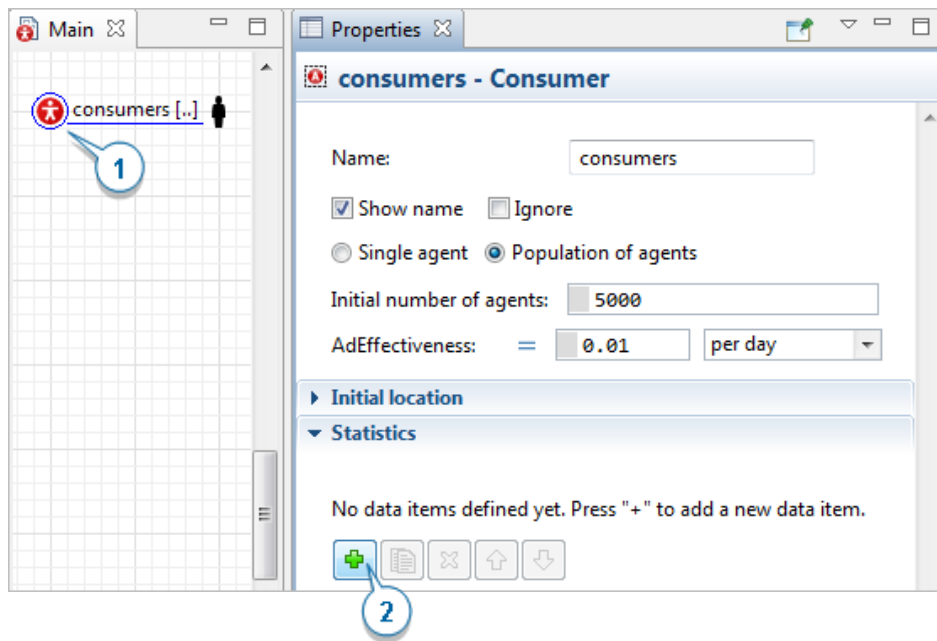 Main
Properties
consumers - Consumer
consumers [..]
1
Name: consumers
Show name Ignore
Single agent Population of agents
Initial number of agents: 5000
AdEffectiveness: = 0.01 per day
Initial location
Statistics
No data items defined yet. Press "+" to add a new data item.
2